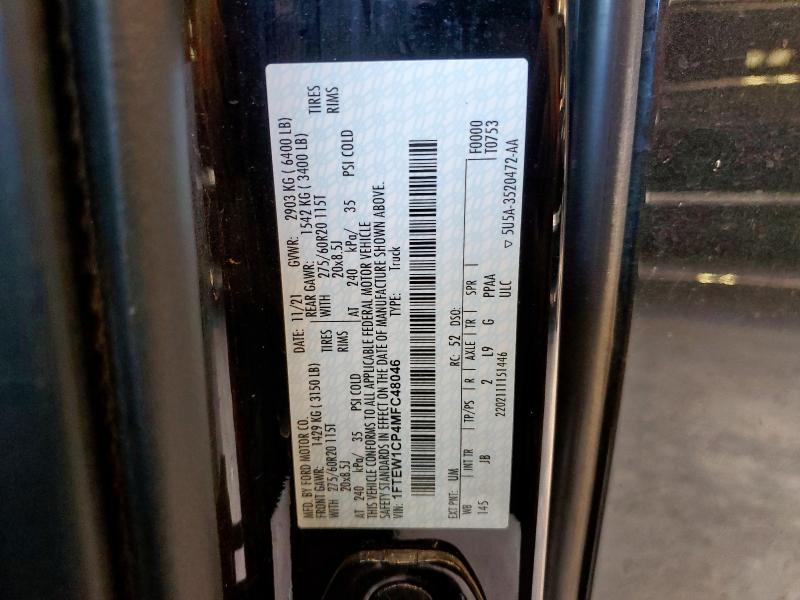 MFD. BY FORD MOTOR CO.
DATE: 11/21 GVWR: 2903 KG ( 6400 LB)
FRONT GAWR: 1429 KG ( 3150 LB) REAR GAWR: 1542 KG ( 3400 LB)
WITH 275/60R20 115T TIRES WITH 275/60R20 115T TIRES
20x8.5J RIMS 20x8.5J RIMS
AT 240 kPa/ 35 PSI COLD AT 240 kPa/ 35 PSI COLD
THIS VEHICLE CONFORMS TO ALL APPLICABLE FEDERAL MOTOR VEHICLE
SAFETY STANDARDS IN EFFECT ON THE DATE OF MANUFACTURE SHOWN ABOVE.
VIN: 1FTEW1CP4MFC48046 TYPE: Truck
EXT PNT: UM RC: 52 DSO: F0000
WB INT TR TP/PS R AXLE TR SPR T0753
145 JB 2 L9 G PPAA
2202111151446 ULC ▽ 5U5A-3520472-AA